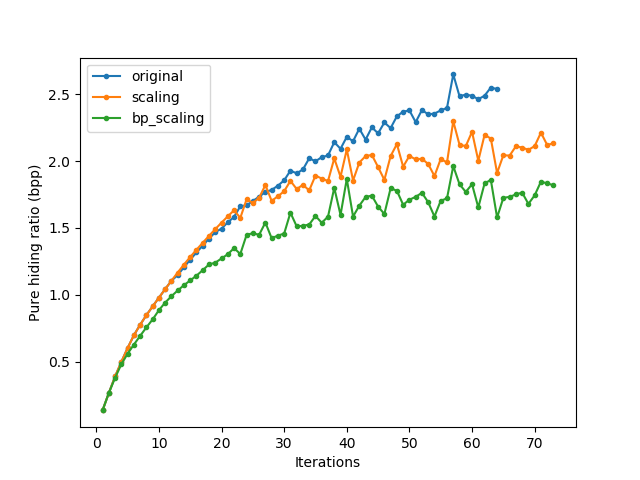 original
scaling
bp_scaling
Pure hiding ratio (bpp)
2.5
2.0
1.5
1.0
0.5
0 10 20 30 40 50 60 70
Iterations